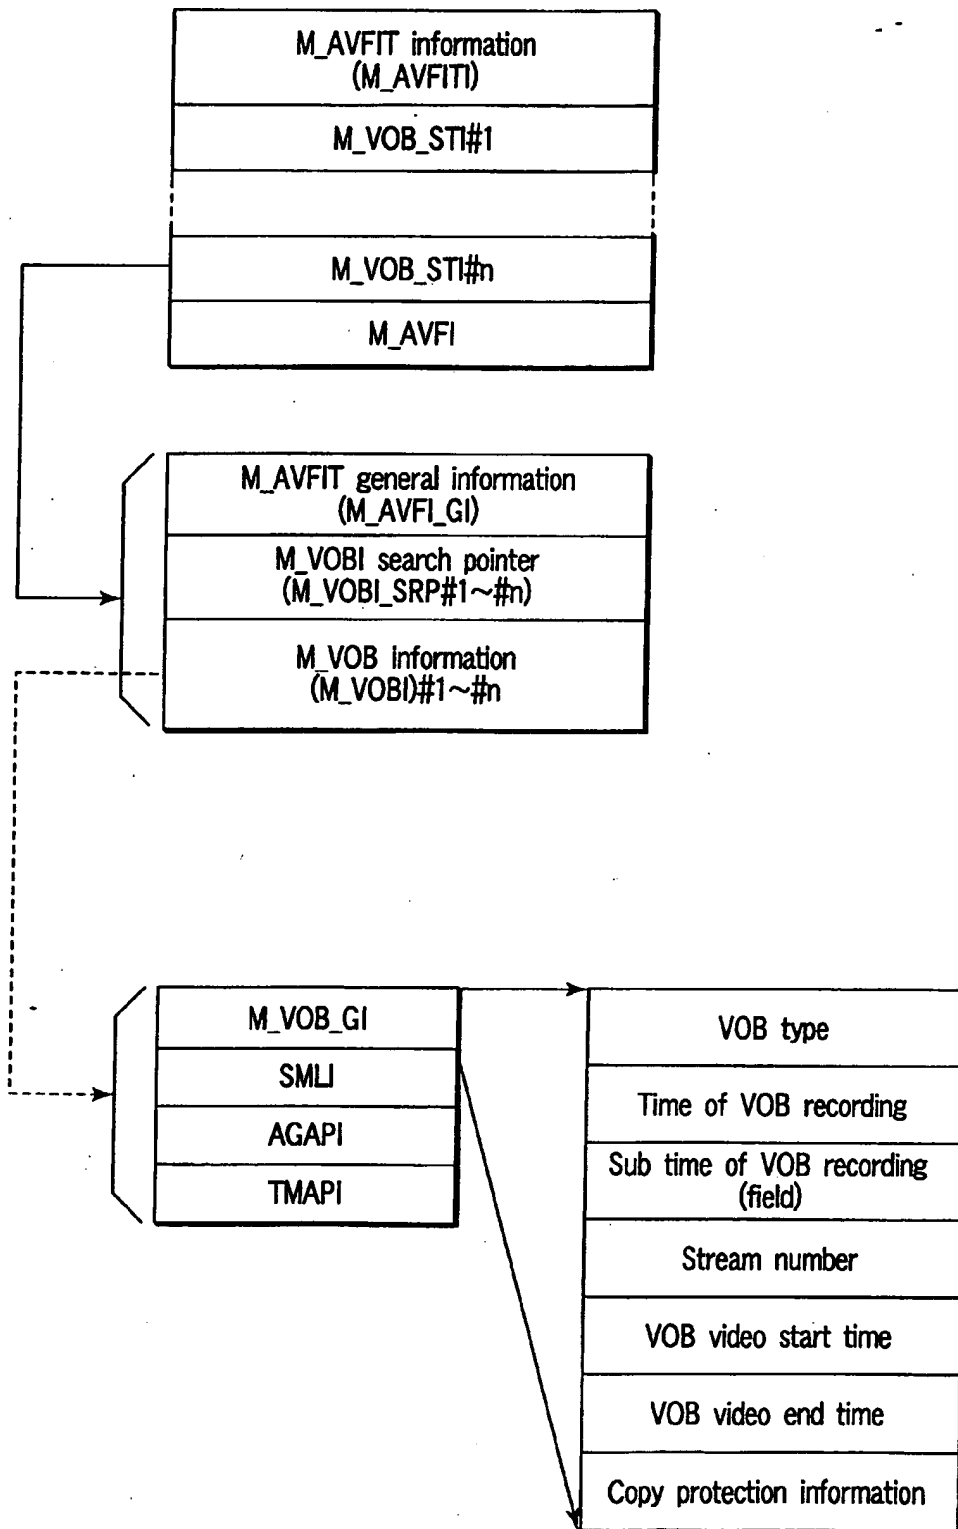 M_AVFIT information
(M_AVFITI)
M_VOB_STI#1
M_VOB_STI#n
M_AVFI
M_AVFIT general information
(M_AVFI_GI)
M_VOBI search pointer
(M_VOBI_SRP#1~#n)
M_VOB information
(M_VOBI)#1~#n
M_VOB_GI
SMLI
AGAPI
TMAPI
VOB type
Time of VOB recording
Sub time of VOB recording
(field)
Stream number
VOB video start time
VOB video end time
Copy protection information